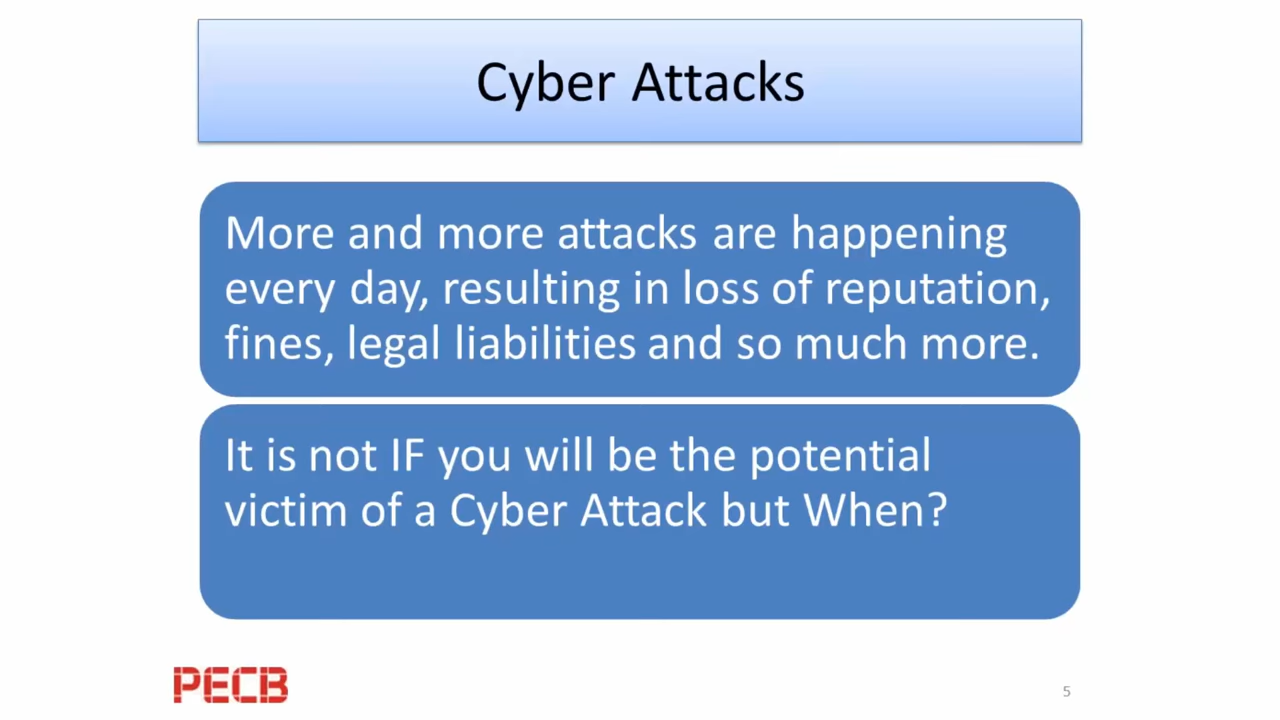 Cyber Attacks
More and more attacks are happening
every day, resulting in loss of reputation,
fines, legal liabilities and so much more.
It is not IF you will be the potential
victim of a Cyber Attack but When?
PECB
5